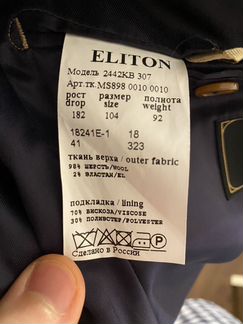 ELITON
Модель 2442КВ 307
Арт.тк.MS898 0010 0010
рост размер полнота
drop size weight
182 104 92
18241Е-1 18
41 323
ткань верха / outer fabric
98% ШЕРСТЬ/WOOL
2% ЭЛАСТАН/EL
подкладка / lining
70% ВИСКОЗА/VISCOSE
30% ПОЛИЭСТЕР/POLYESTER
P
Сделано в России